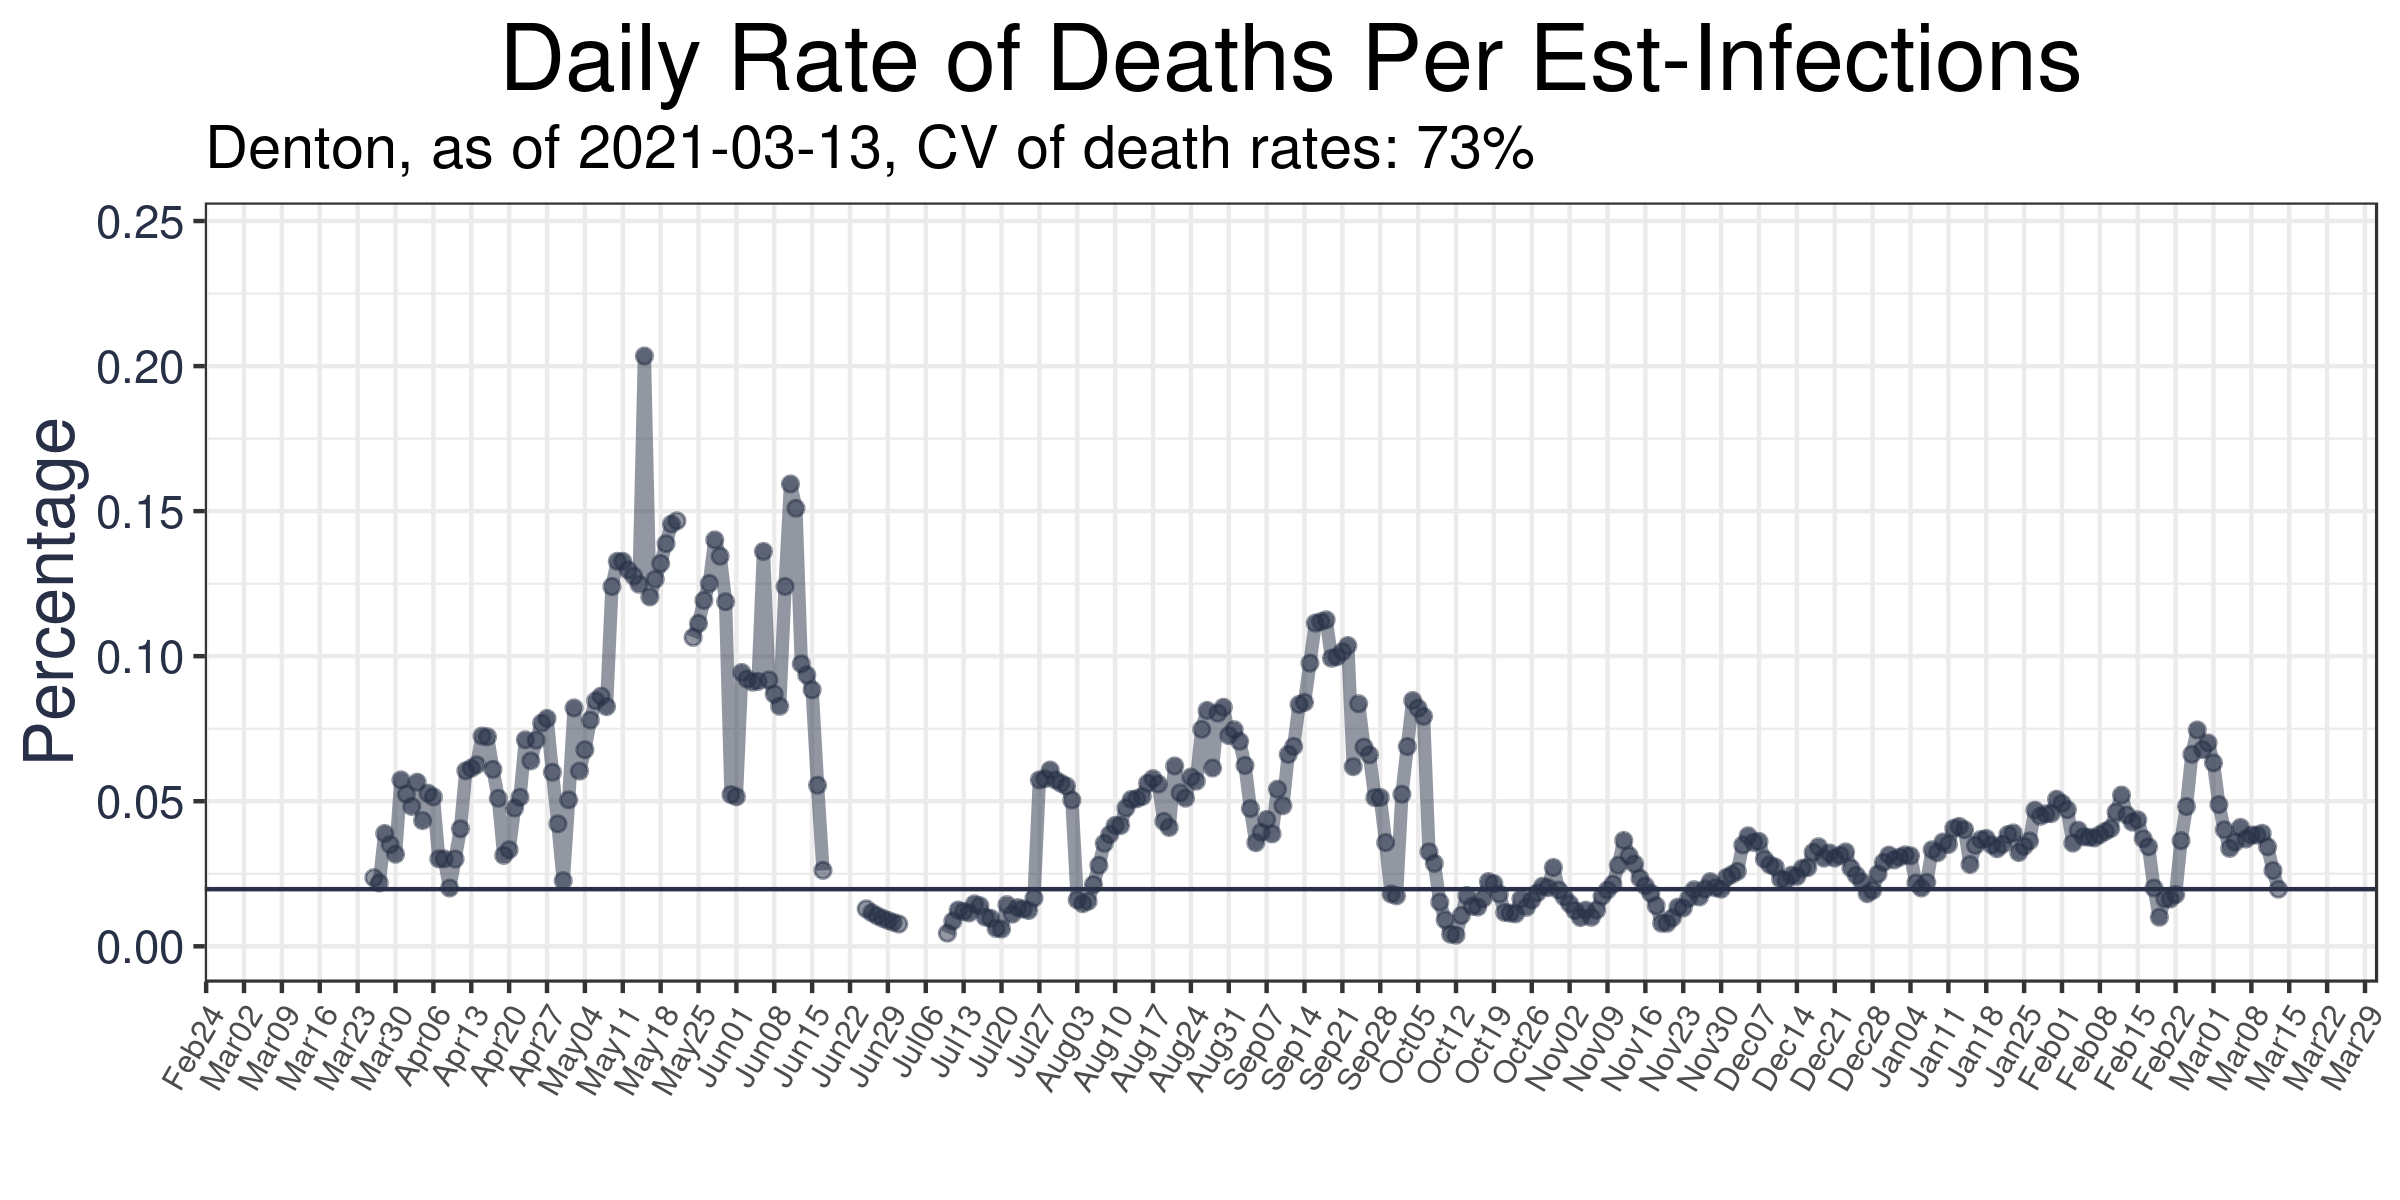 Daily Rate of Deaths Per Est-Infections
Denton, as of 2021-03-13, CV of death rates: 73%
Percentage
0.25
0.20
0.15
0.10
0.05
0.00
Feb24 Mar02 Mar09 Mar16 Mar23 Mar30 Apr06 Apr13 Apr20 Apr27 May04 May11 May18 May25 Jun01 Jun08 Jun15 Jun22 Jun29 Jul06 Jul13 Jul20 Jul27 Aug03 Aug10 Aug17 Aug24 Aug31 Sep07 Sep14 Sep21 Sep28 Oct05 Oct12 Oct19 Oct26 Nov02 Nov09 Nov16 Nov23 Nov30 Dec07 Dec14 Dec21 Dec28 Jan04 Jan11 Jan18 Jan25 Feb01 Feb08 Feb15 Feb22 Mar01 Mar08 Mar15 Mar22 Mar29